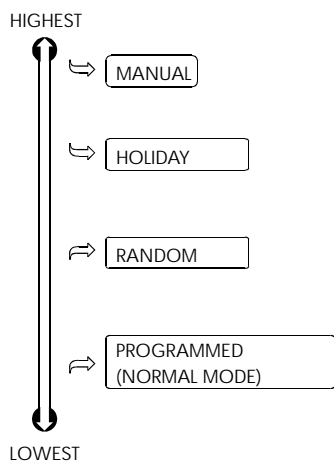 HIGHEST
MANUAL
HOLIDAY
RANDOM
PROGRAMMED
(NORMAL MODE)
LOWEST